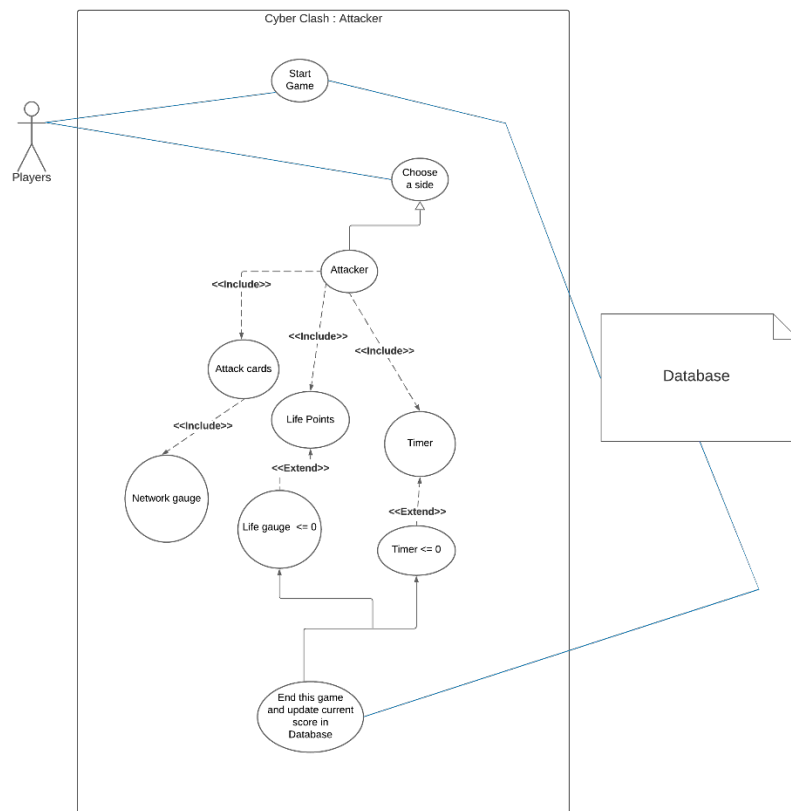 Cyber Clash : Attacker
Start
Game
Players
Choose
a side
Attacker
<<Include>>
<<Include>>
<<Include>>
Attack cards
Database
<<Include>>
Life Points
Timer
<<Extend>>
Network gauge
<<Extend>>
Life gauge <= 0
Timer <= 0
End this game
and update current
score in
Database